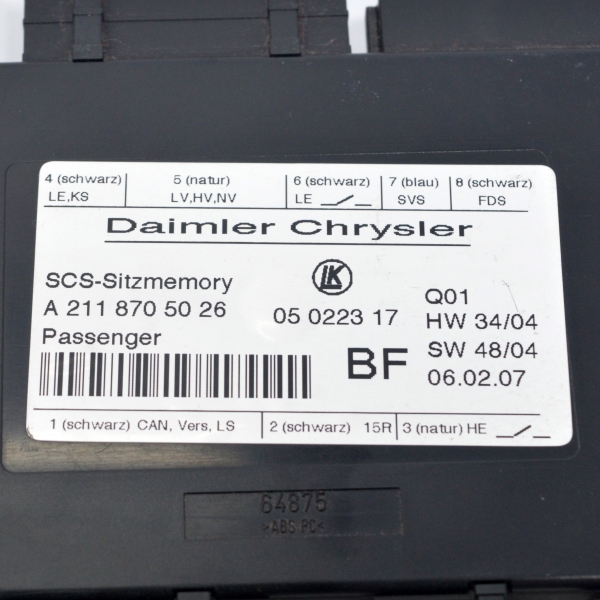 4 (schwarz) 5 (natur) 6 (schwarz) 7 (blau) 8 (schwarz)
LE,KS LV,HV,NV LE SVS FDS
Daimler Chrysler
SCS-Sitzmemory LK
A 211 870 50 26 05 0223 17 Q01
Passenger HW 34/04
BF SW 48/04
06.02.07
1 (schwarz) CAN, Vers, LS 2 (schwarz) 15R 3 (natur) HE
64875
>ABS PC<